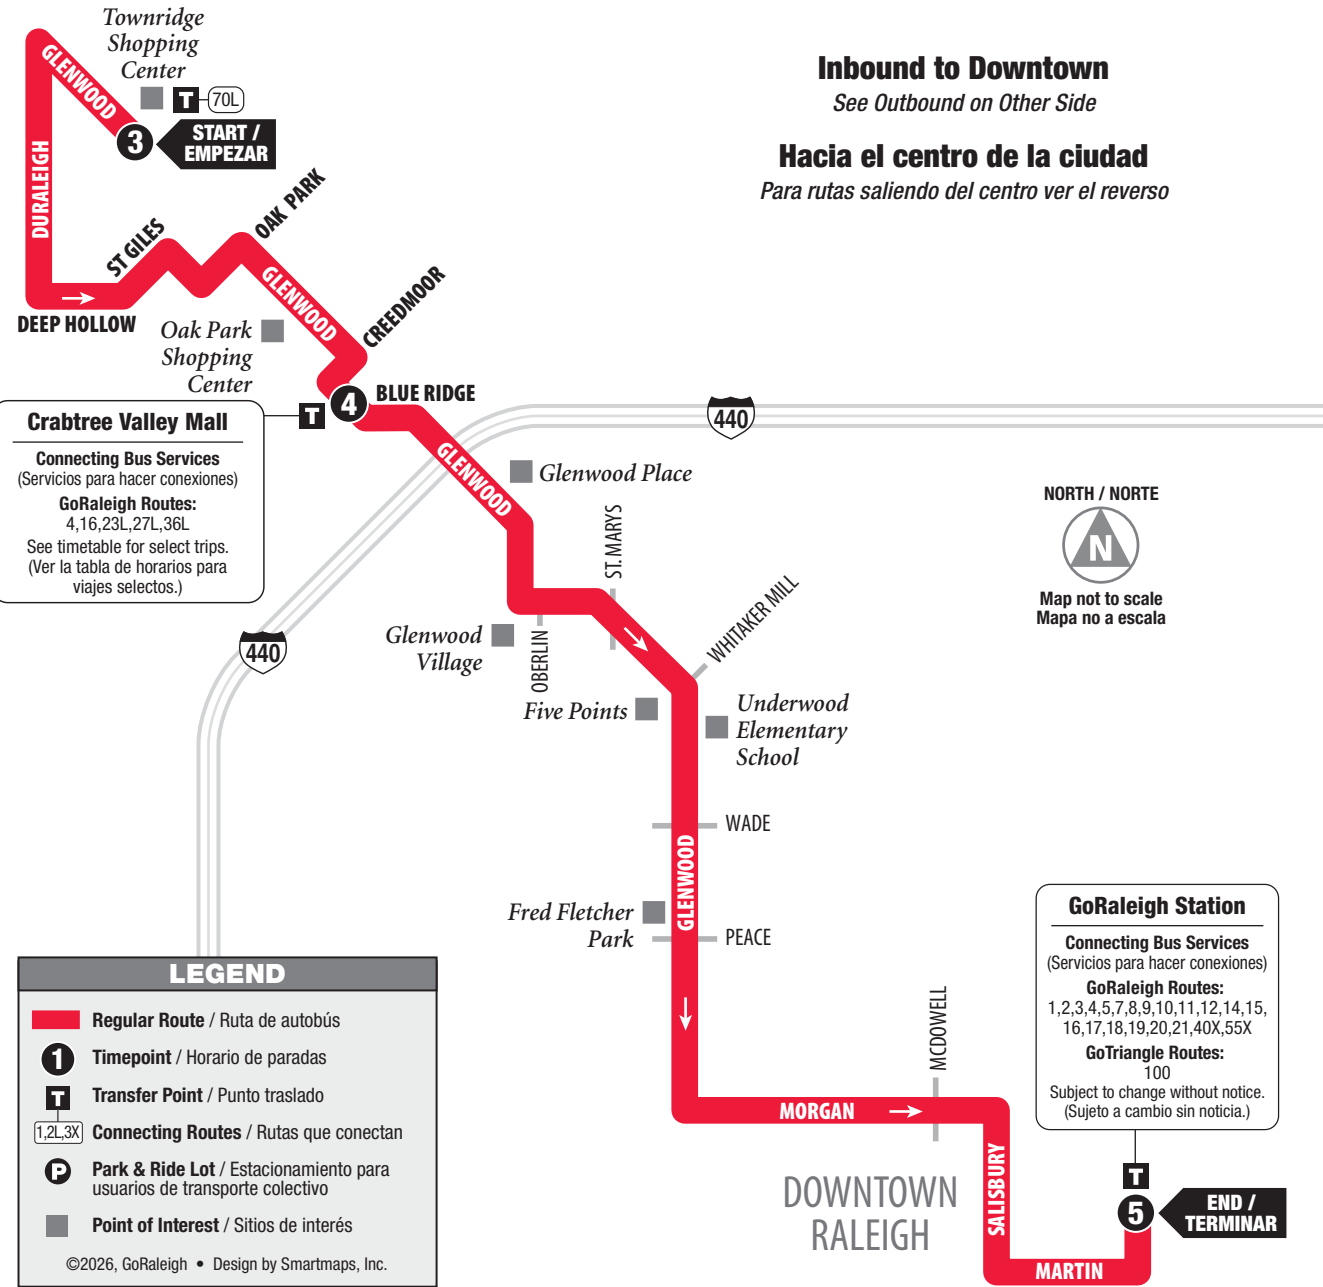 Townridge
Shopping
Center
T
70L
START /
EMPEZAR
3
GLENWOOD
DURALEIGH
DEEP HOLLOW
ST GILES
OAK PARK
GLENWOOD
CREEDMOOR
Oak Park
Shopping
Center
4
BLUE RIDGE
T
Inbound to Downtown
See Outbound on Other Side
Hacia el centro de la ciudad
Para rutas saliendo del centro ver el reverso
Crabtree Valley Mall
Connecting Bus Services
(Servicios para hacer conexiones)
GoRaleigh Routes:
4,16,23L,27L,36L
See timetable for select trips.
(Ver la tabla de horarios para
viajes selectos.)
440
440
GLENWOOD
Glenwood Place
NORTH / NORTE
N
Map not to scale
Mapa no a escala
ST. MARYS
OBERLIN
WHITAKER MILL
Glenwood
Village
Five Points
Underwood
Elementary
School
WADE
GLENWOOD
Fred Fletcher
Park
PEACE
MCDOWELL
MORGAN
SALISBURY
MARTIN
DOWNTOWN
RALEIGH
GoRaleigh Station
Connecting Bus Services
(Servicios para hacer conexiones)
GoRaleigh Routes:
1,2,3,4,5,7,8,9,10,11,12,14,15,
16,17,18,19,20,21,40X,55X
GoTriangle Routes:
100
Subject to change without notice.
(Sujeto a cambio sin noticia.)
T
5
END /
TERMINAR
LEGEND
Regular Route / Ruta de autobús
1 Timepoint / Horario de paradas
T Transfer Point / Punto traslado
1,2L,3X Connecting Routes / Rutas que conectan
P Park & Ride Lot / Estacionamiento para
usuarios de transporte colectivo
Point of Interest / Sitios de interés
©2026, GoRaleigh • Design by Smartmaps, Inc.